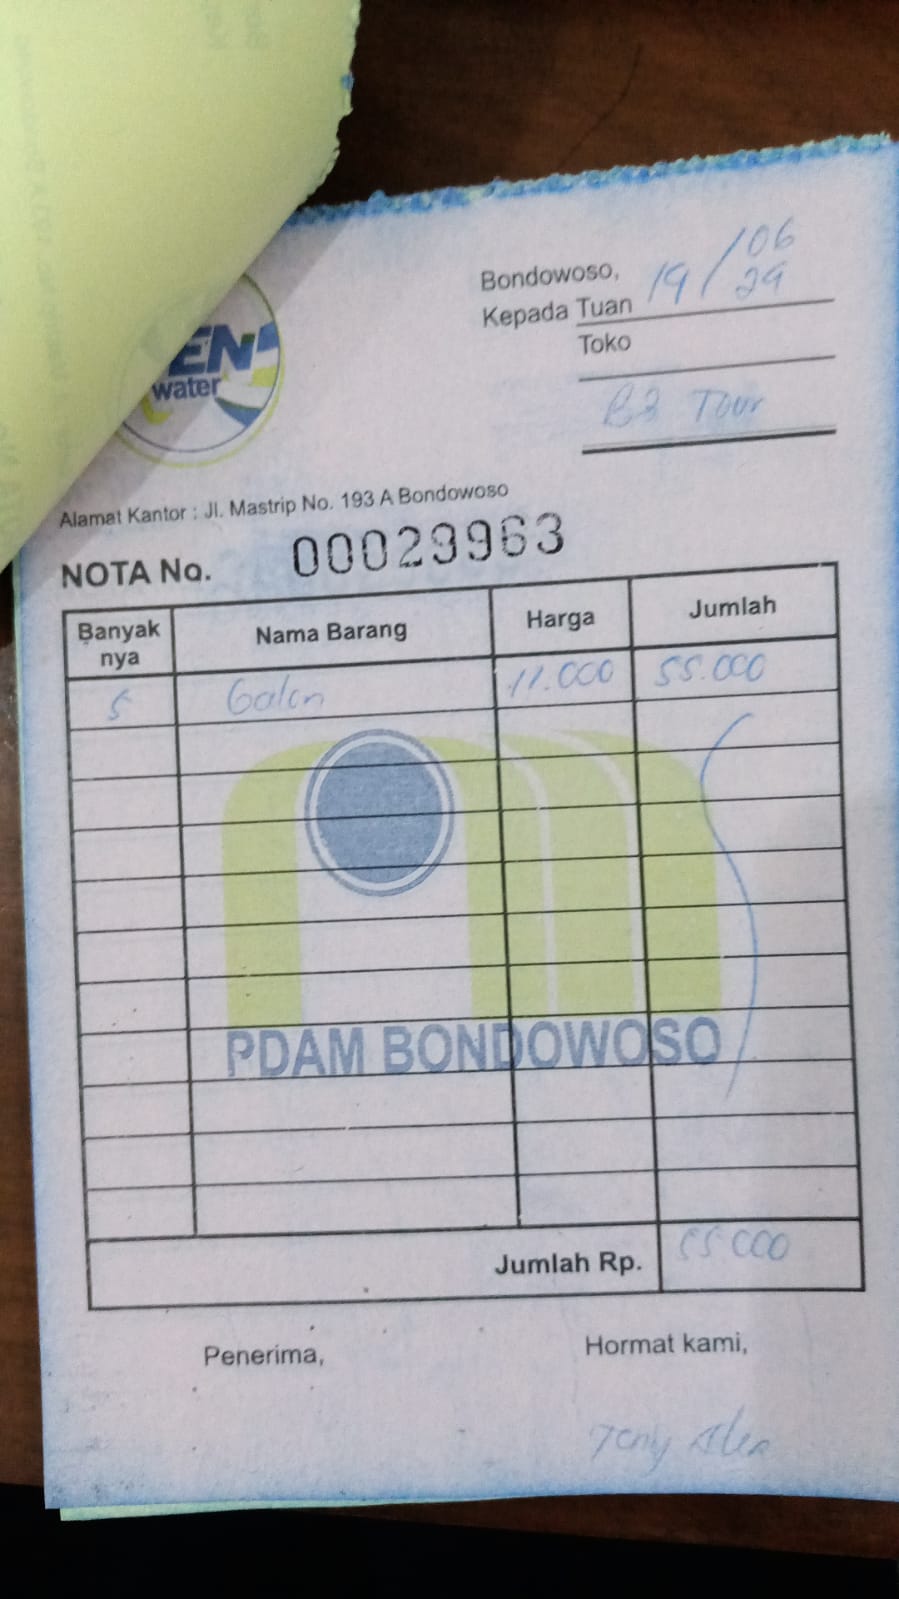 EN
water
Bondowoso, 19/06
Kepada Tuan 29
Toko
B3 Tour
Alamat Kantor : Jl. Mastrip No. 193 A Bondowoso
NOTA No. 00029963
Banyak nya Nama Barang Harga Jumlah
5 Galon 11.000 55.000
PDAM BONDOWOSO
Jumlah Rp. 55.000
Penerima, Hormat kami,
Tony